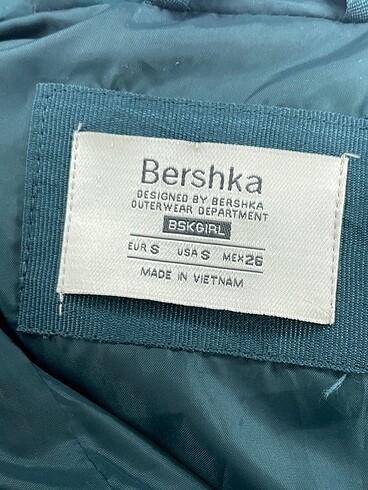 Bershka
DESIGNED BY BERSHKA
OUTERWEAR DEPARTMENT
BSKGIRL
EUR S USA S MEX 26
MADE IN VIETNAM